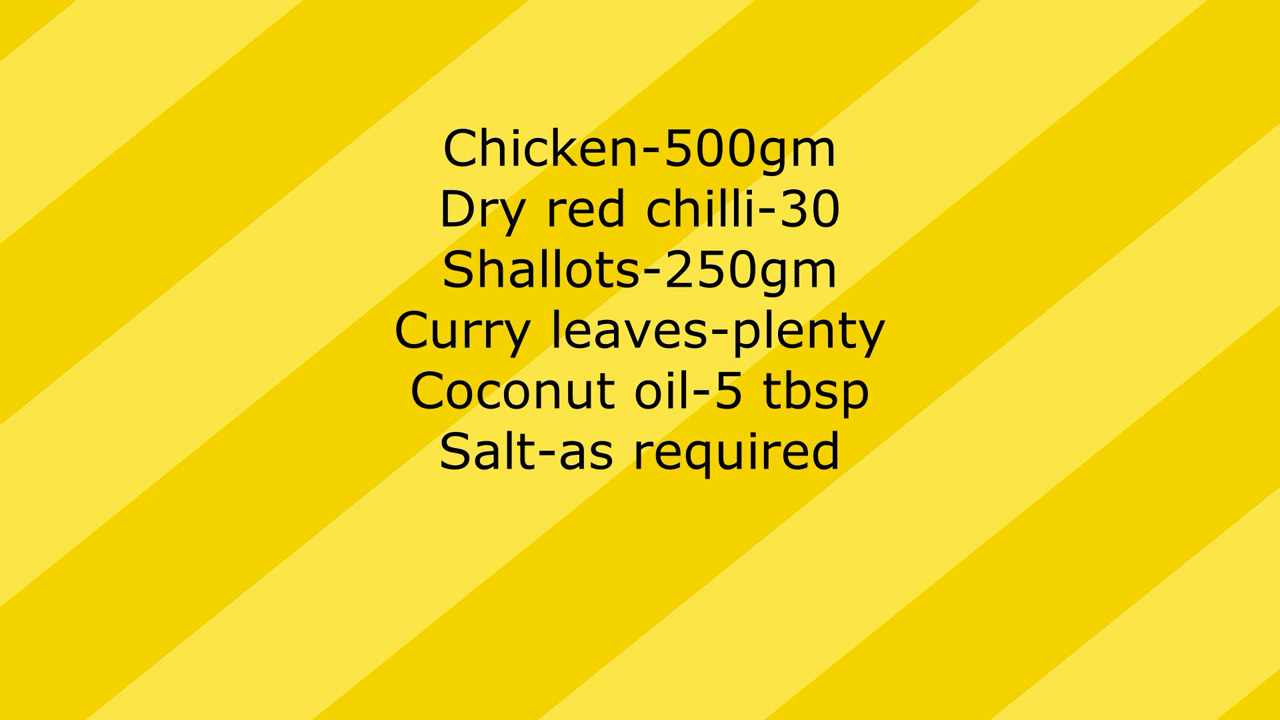 Chicken-500gm
Dry red chilli-30
Shallots-250gm
Curry leaves-plenty
Coconut oil-5 tbsp
Salt-as required